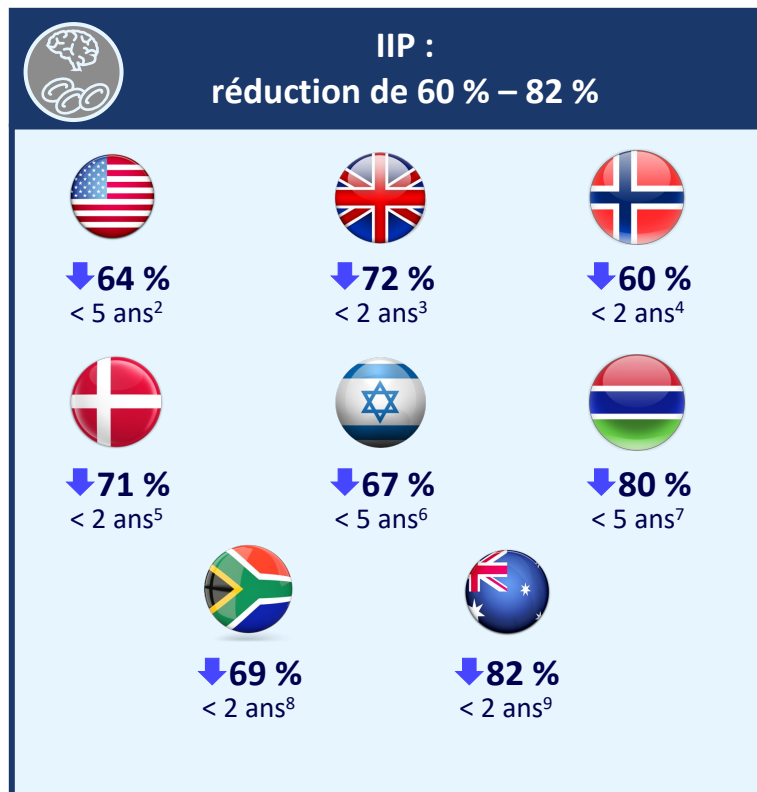 IIP :
réduction de 60 % – 82 %
64 % 72 % 60 %
< 5 ans² < 2 ans³ < 2 ans⁴
71 % 67 % 80 %
< 2 ans⁵ < 5 ans⁶ < 5 ans⁷
69 % 82 %
< 2 ans⁸ < 2 ans⁹